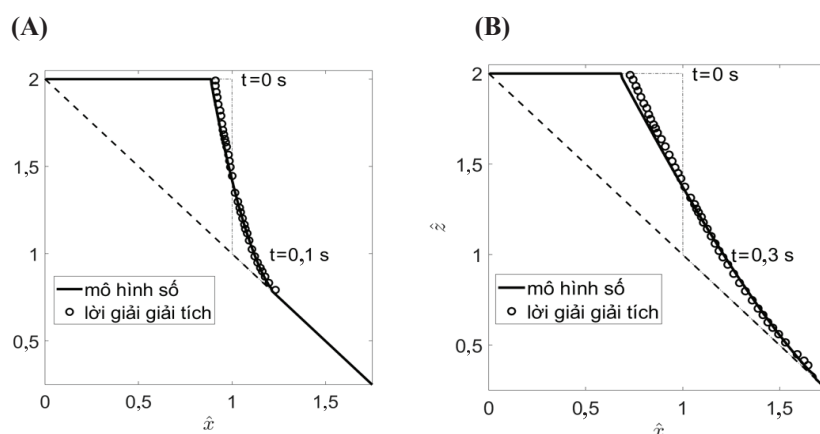 (A)
2
1,5
1
0,5
0
0,5
1
1,5
x̂
t=0 s
t=0,1 s
mô hình số
lời giải giải tích
(B)
ẑ
2
1,5
1
0,5
0
0,5
1
1,5
x̂
t=0 s
t=0,3 s
mô hình số
lời giải giải tích